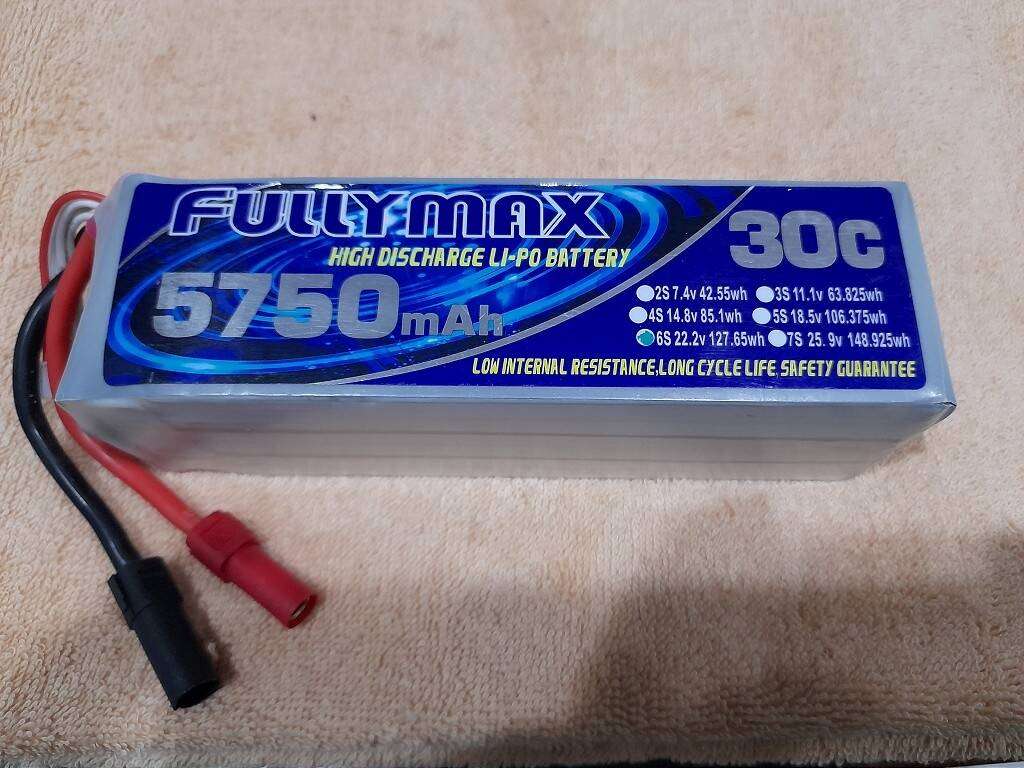 FULLYMAX
HIGH DISCHARGE LI-PO BATTERY
30C
5750mAh
2S 7.4v 42.55wh 3S 11.1v 63.825wh
4S 14.8v 85.1wh 5S 18.5v 106.375wh
6S 22.2v 127.65wh 7S 25.9v 148.925wh
LOW INTERNAL RESISTANCE,LONG CYCLE LIFE,SAFETY GUARANTEE